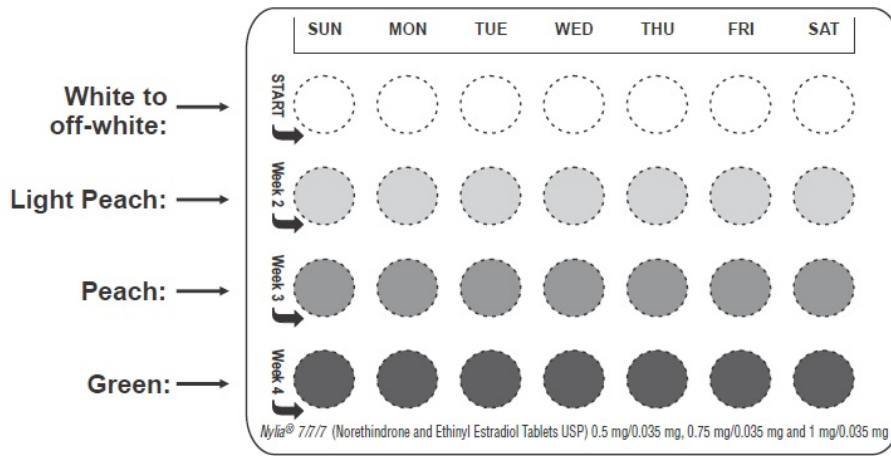 SUN MON TUE WED THU FRI SAT
White to
off-white:
START
Light Peach:
Week 2
Peach:
Week 3
Green:
Week 4
Nylia® 7/7/7 (Norethindrone and Ethinyl Estradiol Tablets USP) 0.5 mg/0.035 mg, 0.75 mg/0.035 mg and 1 mg/0.035 mg